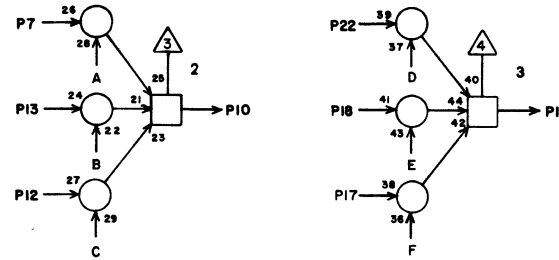 P7 26 28 A 3 2 25
P13 24 22 B 21 23 P10
P12 27 29 C
P22 39 37 D 4 3 40
P18 41 43 E 44 42 P1
P17 38 36 F